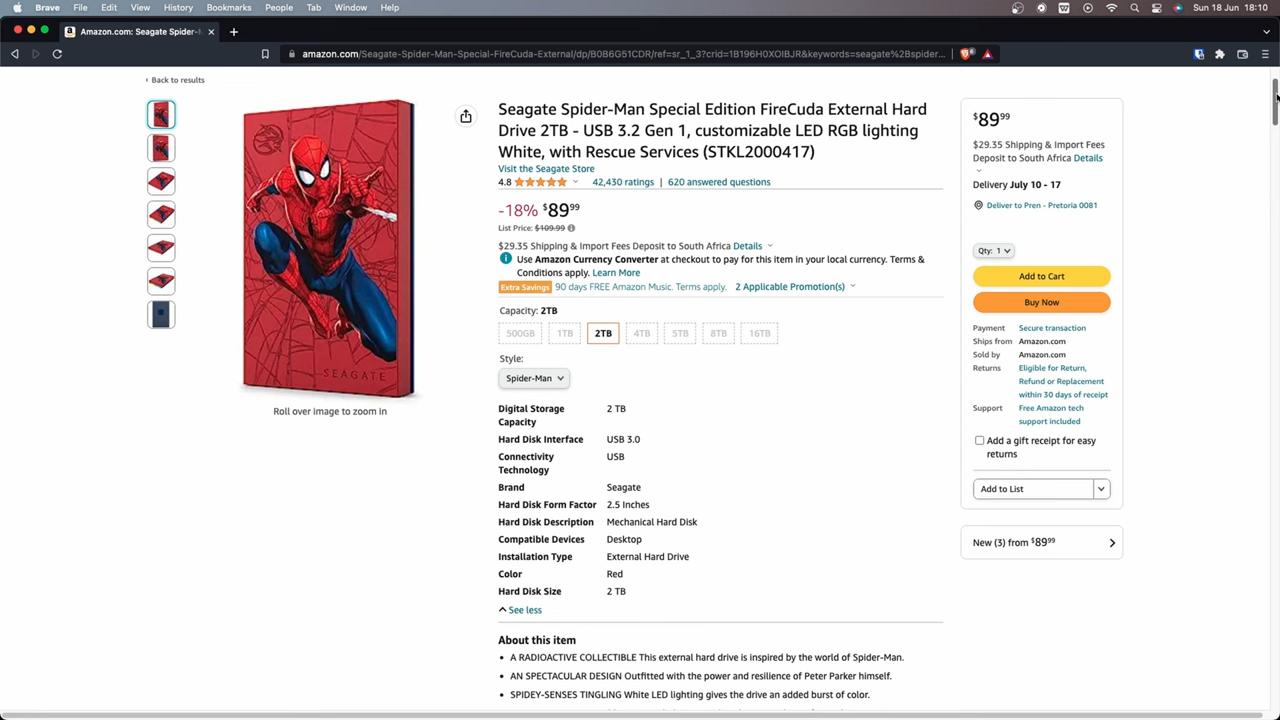 Brave File Edit View History Bookmarks People Tab Window Help Sun 18 Jun 18:10
Amazon.com: Seagate Spider-M
amazon.com/Seagate-Spider-Man-Special-FireCuda-External/dp/B0B6G51CDR/ref=sr_1_3?crid=1B196H0XOIBJR&keywords=seagate%2Bspider...
‹ Back to results
Seagate Spider-Man Special Edition FireCuda External Hard
Drive 2TB - USB 3.2 Gen 1, customizable LED RGB lighting
White, with Rescue Services (STKL2000417)
Visit the Seagate Store
4.8 42,430 ratings | 620 answered questions
-18% $89.99
List Price: $109.99
$29.35 Shipping & Import Fees Deposit to South Africa Details
Use Amazon Currency Converter at checkout to pay for this item in your local currency. Terms &
Conditions apply. Learn More
Extra Savings 90 days FREE Amazon Music. Terms apply. 2 Applicable Promotion(s)
Capacity: 2TB
500GB 1TB 2TB 4TB 5TB 8TB 16TB
Style:
Spider-Man
SEAGATE
Roll over image to zoom in
Digital Storage 2 TB
Capacity
Hard Disk Interface USB 3.0
Connectivity USB
Technology
Brand Seagate
Hard Disk Form Factor 2.5 Inches
Hard Disk Description Mechanical Hard Disk
Compatible Devices Desktop
Installation Type External Hard Drive
Color Red
Hard Disk Size 2 TB
See less
About this item
• A RADIOACTIVE COLLECTIBLE This external hard drive is inspired by the world of Spider-Man.
• AN SPECTACULAR DESIGN Outfitted with the power and resilience of Peter Parker himself.
• SPIDEY-SENSES TINGLING White LED lighting gives the drive an added burst of color.
$89.99
$29.35 Shipping & Import Fees
Deposit to South Africa Details
Delivery July 10 - 17
Deliver to Pren - Pretoria 0081
Qty: 1
Add to Cart
Buy Now
Payment Secure transaction
Ships from Amazon.com
Sold by Amazon.com
Returns Eligible for Return,
Refund or Replacement
within 30 days of receipt
Support Free Amazon tech
support included
Add a gift receipt for easy
returns
Add to List
New (3) from $89.99